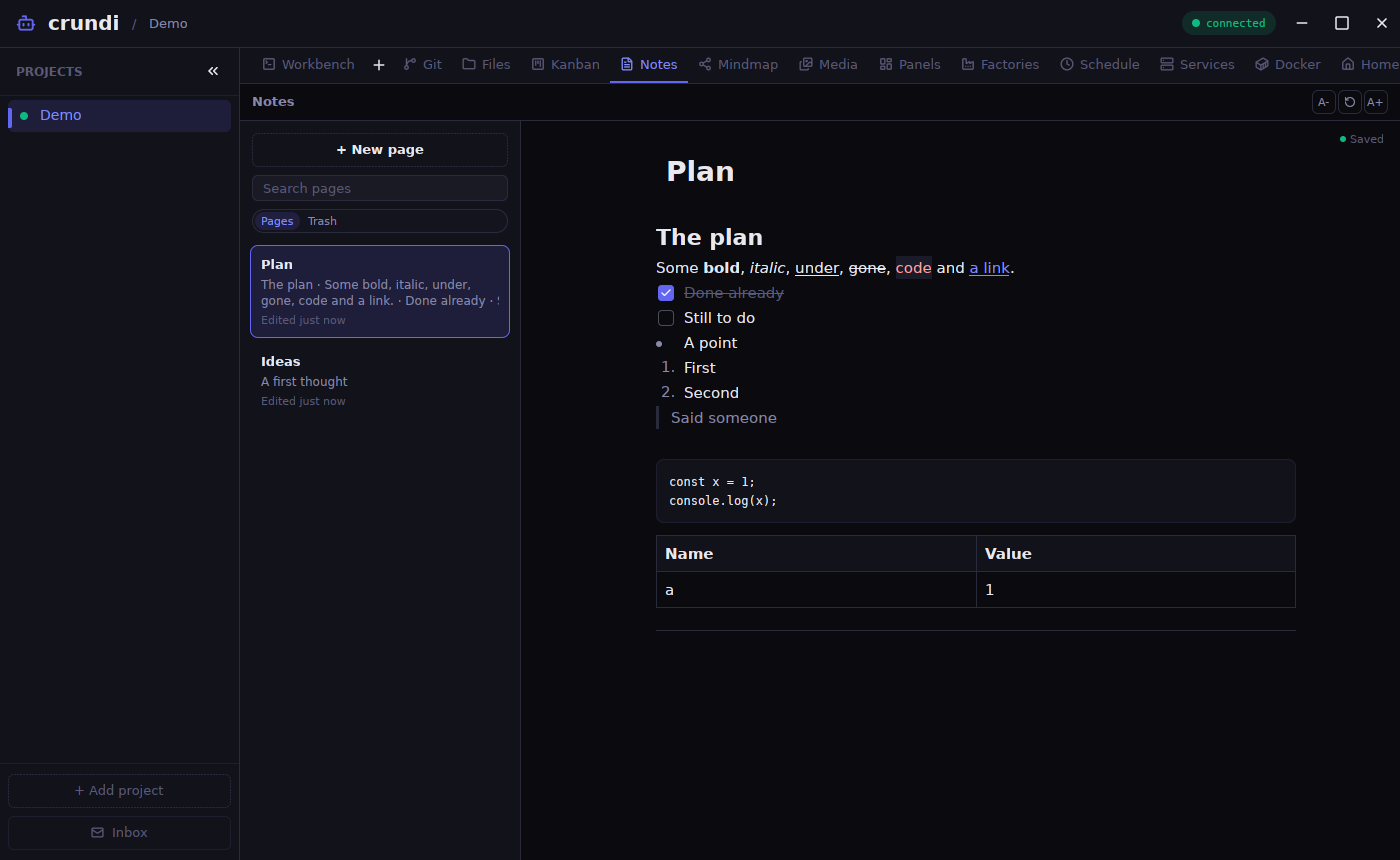 crundi / Demo
connected
PROJECTS
Demo
+ Add project
Inbox
Workbench + Git Files Kanban Notes Mindmap Media Panels Factories Schedule Services Docker Home
Notes
A- A+
+ New page
Search pages
Pages Trash
Plan
The plan · Some bold, italic, under,
gone, code and a link. · Done already ·
Edited just now
Ideas
A first thought
Edited just now
Saved
Plan
The plan
Some bold, italic, under, gone, code and a link.
Done already
Still to do
A point
1. First
2. Second
Said someone
const x = 1;
console.log(x);
Name Value
a 1